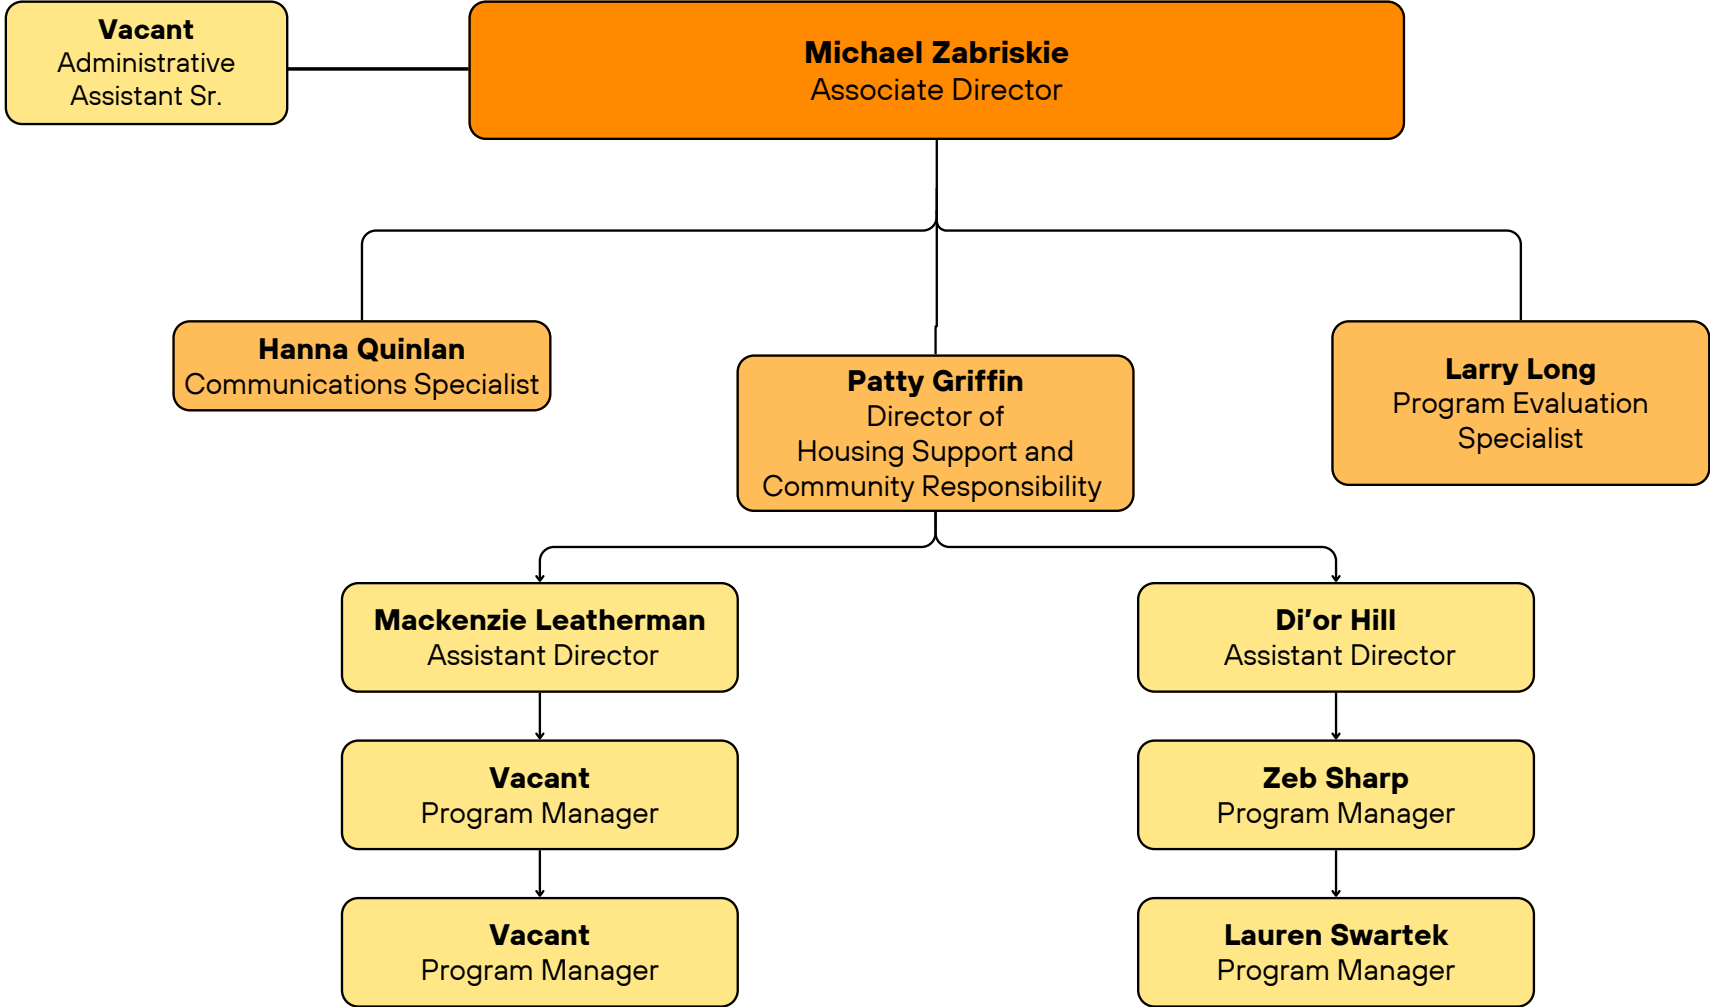 Vacant
Administrative
Assistant Sr.
Michael Zabriskie
Associate Director
Hanna Quinlan
Communications Specialist
Patty Griffin
Director of
Housing Support and
Community Responsibility
Larry Long
Program Evaluation
Specialist
Mackenzie Leatherman
Assistant Director
Di’or Hill
Assistant Director
Vacant
Program Manager
Zeb Sharp
Program Manager
Vacant
Program Manager
Lauren Swartek
Program Manager